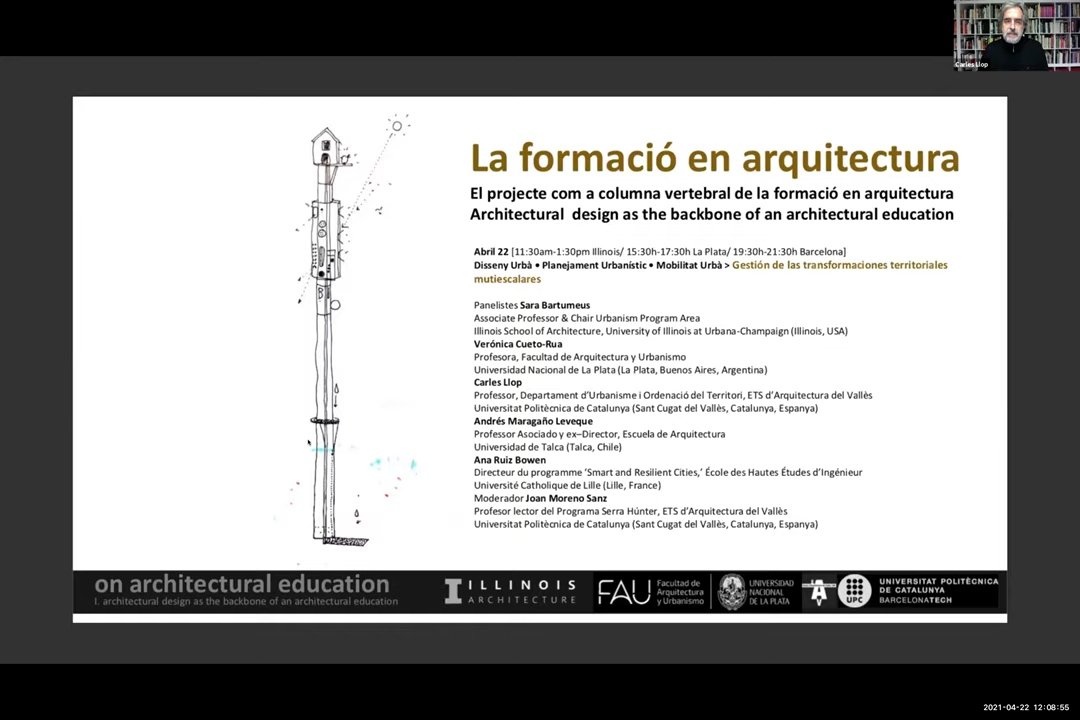 Carles Llop
La formació en arquitectura
El projecte com a columna vertebral de la formació en arquitectura
Architectural design as the backbone of an architectural education
Abril 22 [11:30am-1:30pm Illinois/ 15:30h-17:30h La Plata/ 19:30h-21:30h Barcelona]
Disseny Urbà • Planejament Urbanístic • Mobilitat Urbà > Gestión de las transformaciones territoriales
mutiescalares
Panelistes Sara Bartumeus
Associate Professor & Chair Urbanism Program Area
Illinois School of Architecture, University of Illinois at Urbana-Champaign (Illinois, USA)
Verónica Cueto-Rua
Profesora, Facultad de Arquitectura y Urbanismo
Universidad Nacional de La Plata (La Plata, Buenos Aires, Argentina)
Carles Llop
Professor, Departament d'Urbanisme i Ordenació del Territori, ETS d'Arquitectura del Vallès
Universitat Politècnica de Catalunya (Sant Cugat del Vallès, Catalunya, Espanya)
Andrés Maragaño Leveque
Professor Asociado y ex–Director, Escuela de Arquitectura
Universidad de Talca (Talca, Chile)
Ana Ruiz Bowen
Directeur du programme 'Smart and Resilient Cities,' École des Hautes Études d'Ingénieur
Université Catholique de Lille (Lille, France)
Moderador Joan Moreno Sanz
Profesor lector del Programa Serra Húnter, ETS d'Arquitectura del Vallès
Universitat Politècnica de Catalunya (Sant Cugat del Vallès, Catalunya, Espanya)
on architectural education
I. architectural design as the backbone of an architectural education
ILLINOIS
ARCHITECTURE
FAU
Facultad de
Arquitectura
y Urbanismo
UNIVERSIDAD
NACIONAL
DE LA PLATA
UPC
UNIVERSITAT POLITÈCNICA
DE CATALUNYA
BARCELONATECH
2021-04-22 12:08:55